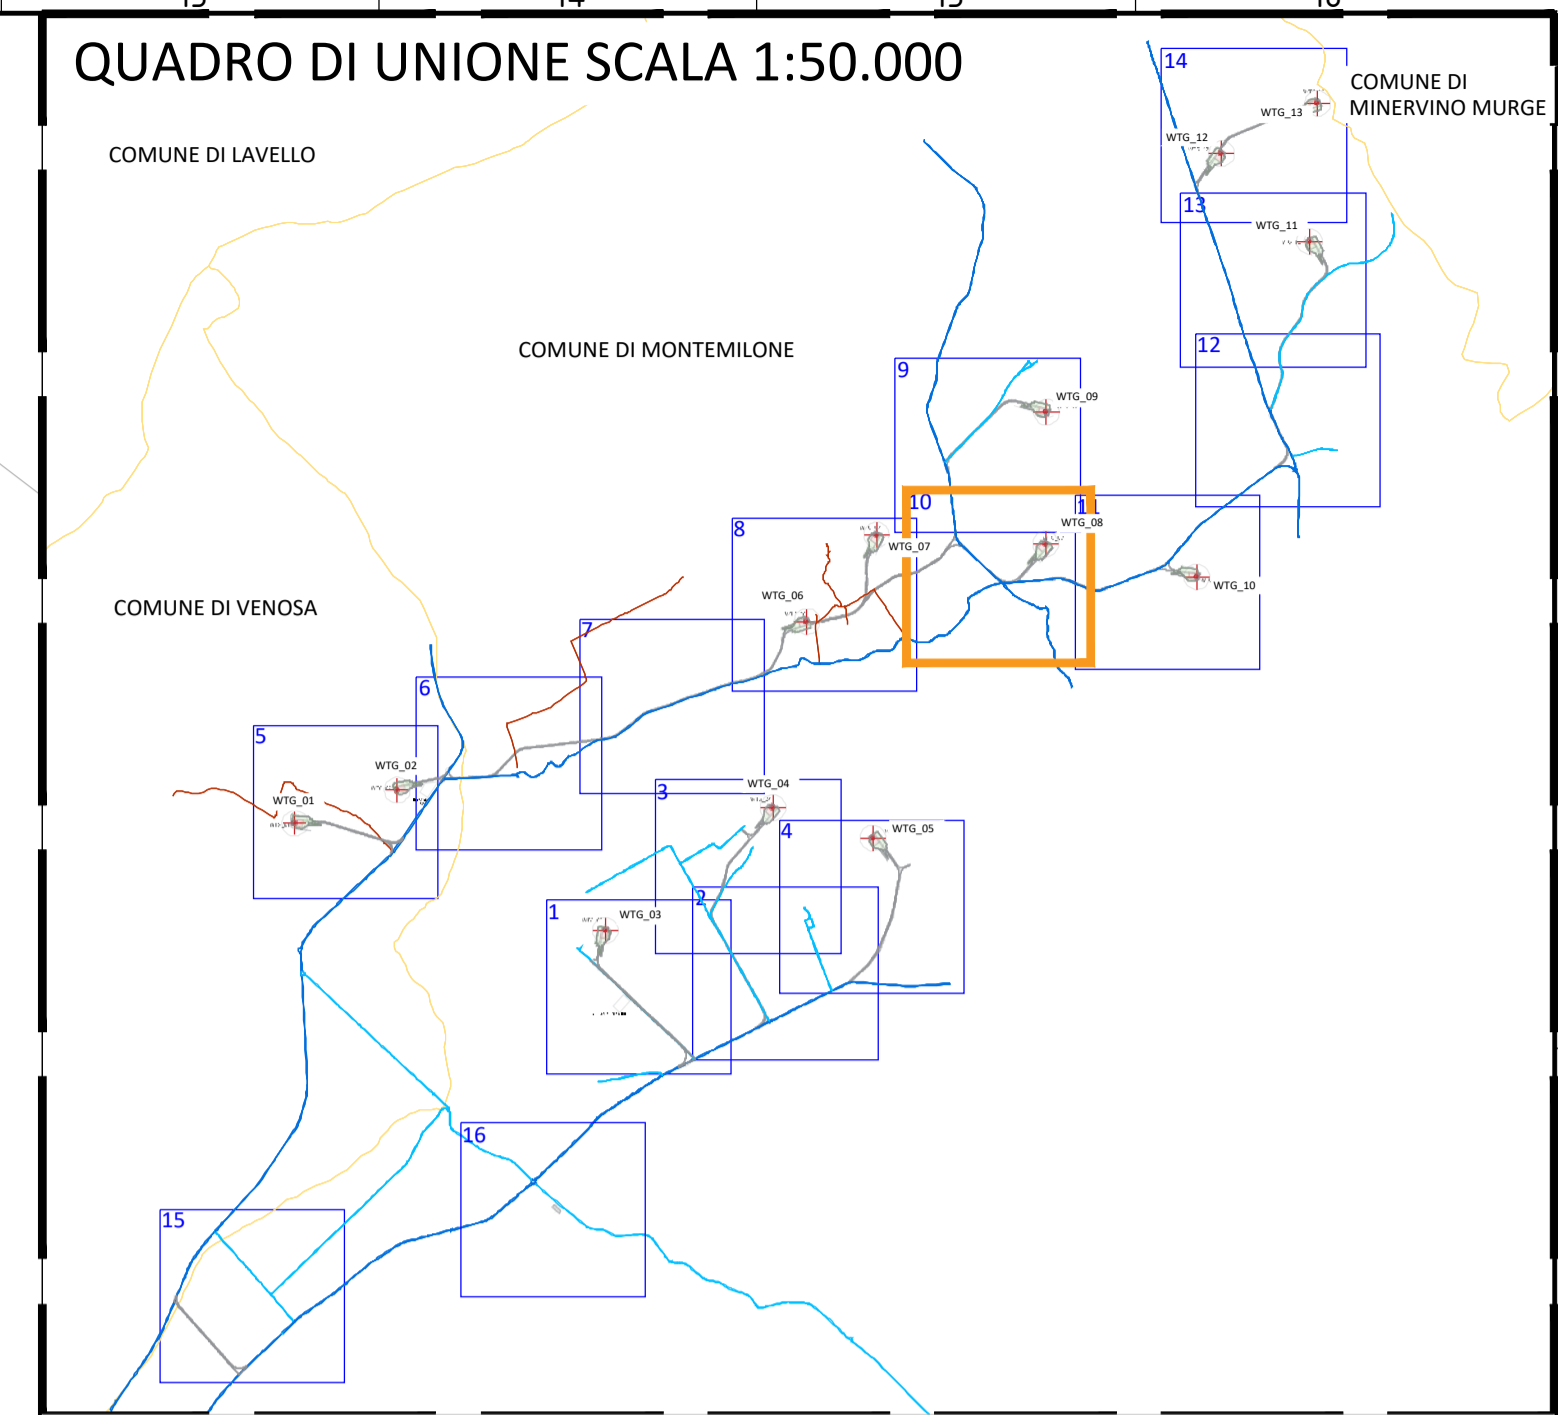 QUADRO DI UNIONE SCALA 1:50.000
14
COMUNE DI
MINERVINO MURGE
WTG_13
WTG_12
COMUNE DI LAVELLO
13
WTG_11
COMUNE DI MONTEMILONE
12
9
WTG_09
10
11
WTG_08
8
WTG_07
WTG_10
WTG_06
COMUNE DI VENOSA
7
6
5
WTG_02
WTG_01
WTG_04
3
4
WTG_05
2
1
WTG_03
16
15